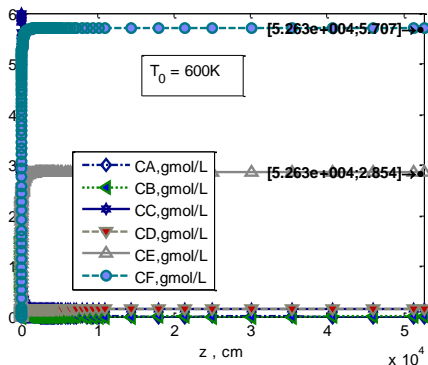 6
5
4
3
2
1
0
[5.263e+004;5.707]
T0 = 600K
[5.263e+004;2.854]
CA,gmol/L
CB,gmol/L
CC,gmol/L
CD,gmol/L
CE,gmol/L
CF,gmol/L
0 1 2 3 4 5
z , cm
x 10^4